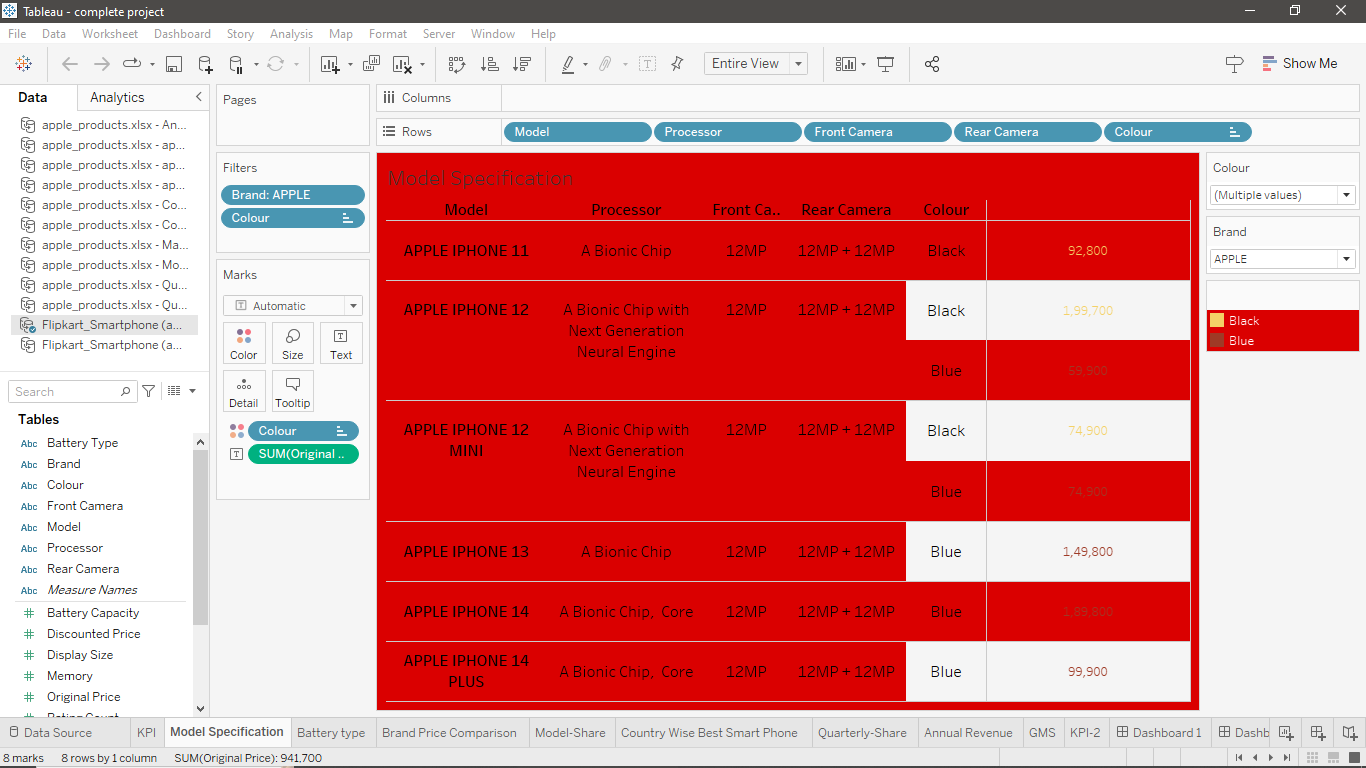 Tableau - complete project
File Data Worksheet Dashboard Story Analysis Map Format Server Window Help
Entire View
Show Me
Data Analytics
apple_products.xlsx - An...
apple_products.xlsx - ap...
apple_products.xlsx - ap...
apple_products.xlsx - ap...
apple_products.xlsx - Co...
apple_products.xlsx - Co...
apple_products.xlsx - Ma...
apple_products.xlsx - Mo...
apple_products.xlsx - Qu...
apple_products.xlsx - Qu...
Flipkart_Smartphone (a...
Flipkart_Smartphone (a...
Search
Tables
Abc Battery Type
Abc Brand
Abc Colour
Abc Front Camera
Abc Model
Abc Processor
Abc Rear Camera
Abc Measure Names
# Battery Capacity
# Discounted Price
# Display Size
# Memory
# Original Price
Pages
Filters
Brand: APPLE
Colour
Marks
T Automatic
Color Size Text
Detail Tooltip
Colour
SUM(Original ..
Columns
Rows Model Processor Front Camera Rear Camera Colour
Model Specification
Model Processor Front Ca.. Rear Camera Colour
APPLE IPHONE 11 A Bionic Chip 12MP 12MP + 12MP Black 92,800
APPLE IPHONE 12 A Bionic Chip with 12MP 12MP + 12MP Black 1,99,700
Next Generation
Neural Engine
Blue 59,900
APPLE IPHONE 12 A Bionic Chip with 12MP 12MP + 12MP Black 74,900
MINI Next Generation
Neural Engine
Blue 74,900
APPLE IPHONE 13 A Bionic Chip 12MP 12MP + 12MP Blue 1,49,800
APPLE IPHONE 14 A Bionic Chip, Core 12MP 12MP + 12MP Blue 1,89,800
APPLE IPHONE 14 A Bionic Chip, Core 12MP 12MP + 12MP Blue 99,900
PLUS
Colour
(Multiple values)
Brand
APPLE
Black
Blue
Data Source KPI Model Specification Battery type Brand Price Comparison Model-Share Country Wise Best Smart Phone Quarterly-Share Annual Revenue GMS KPI-2 Dashboard 1 Dashb
8 marks 8 rows by 1 column SUM(Original Price): 941,700